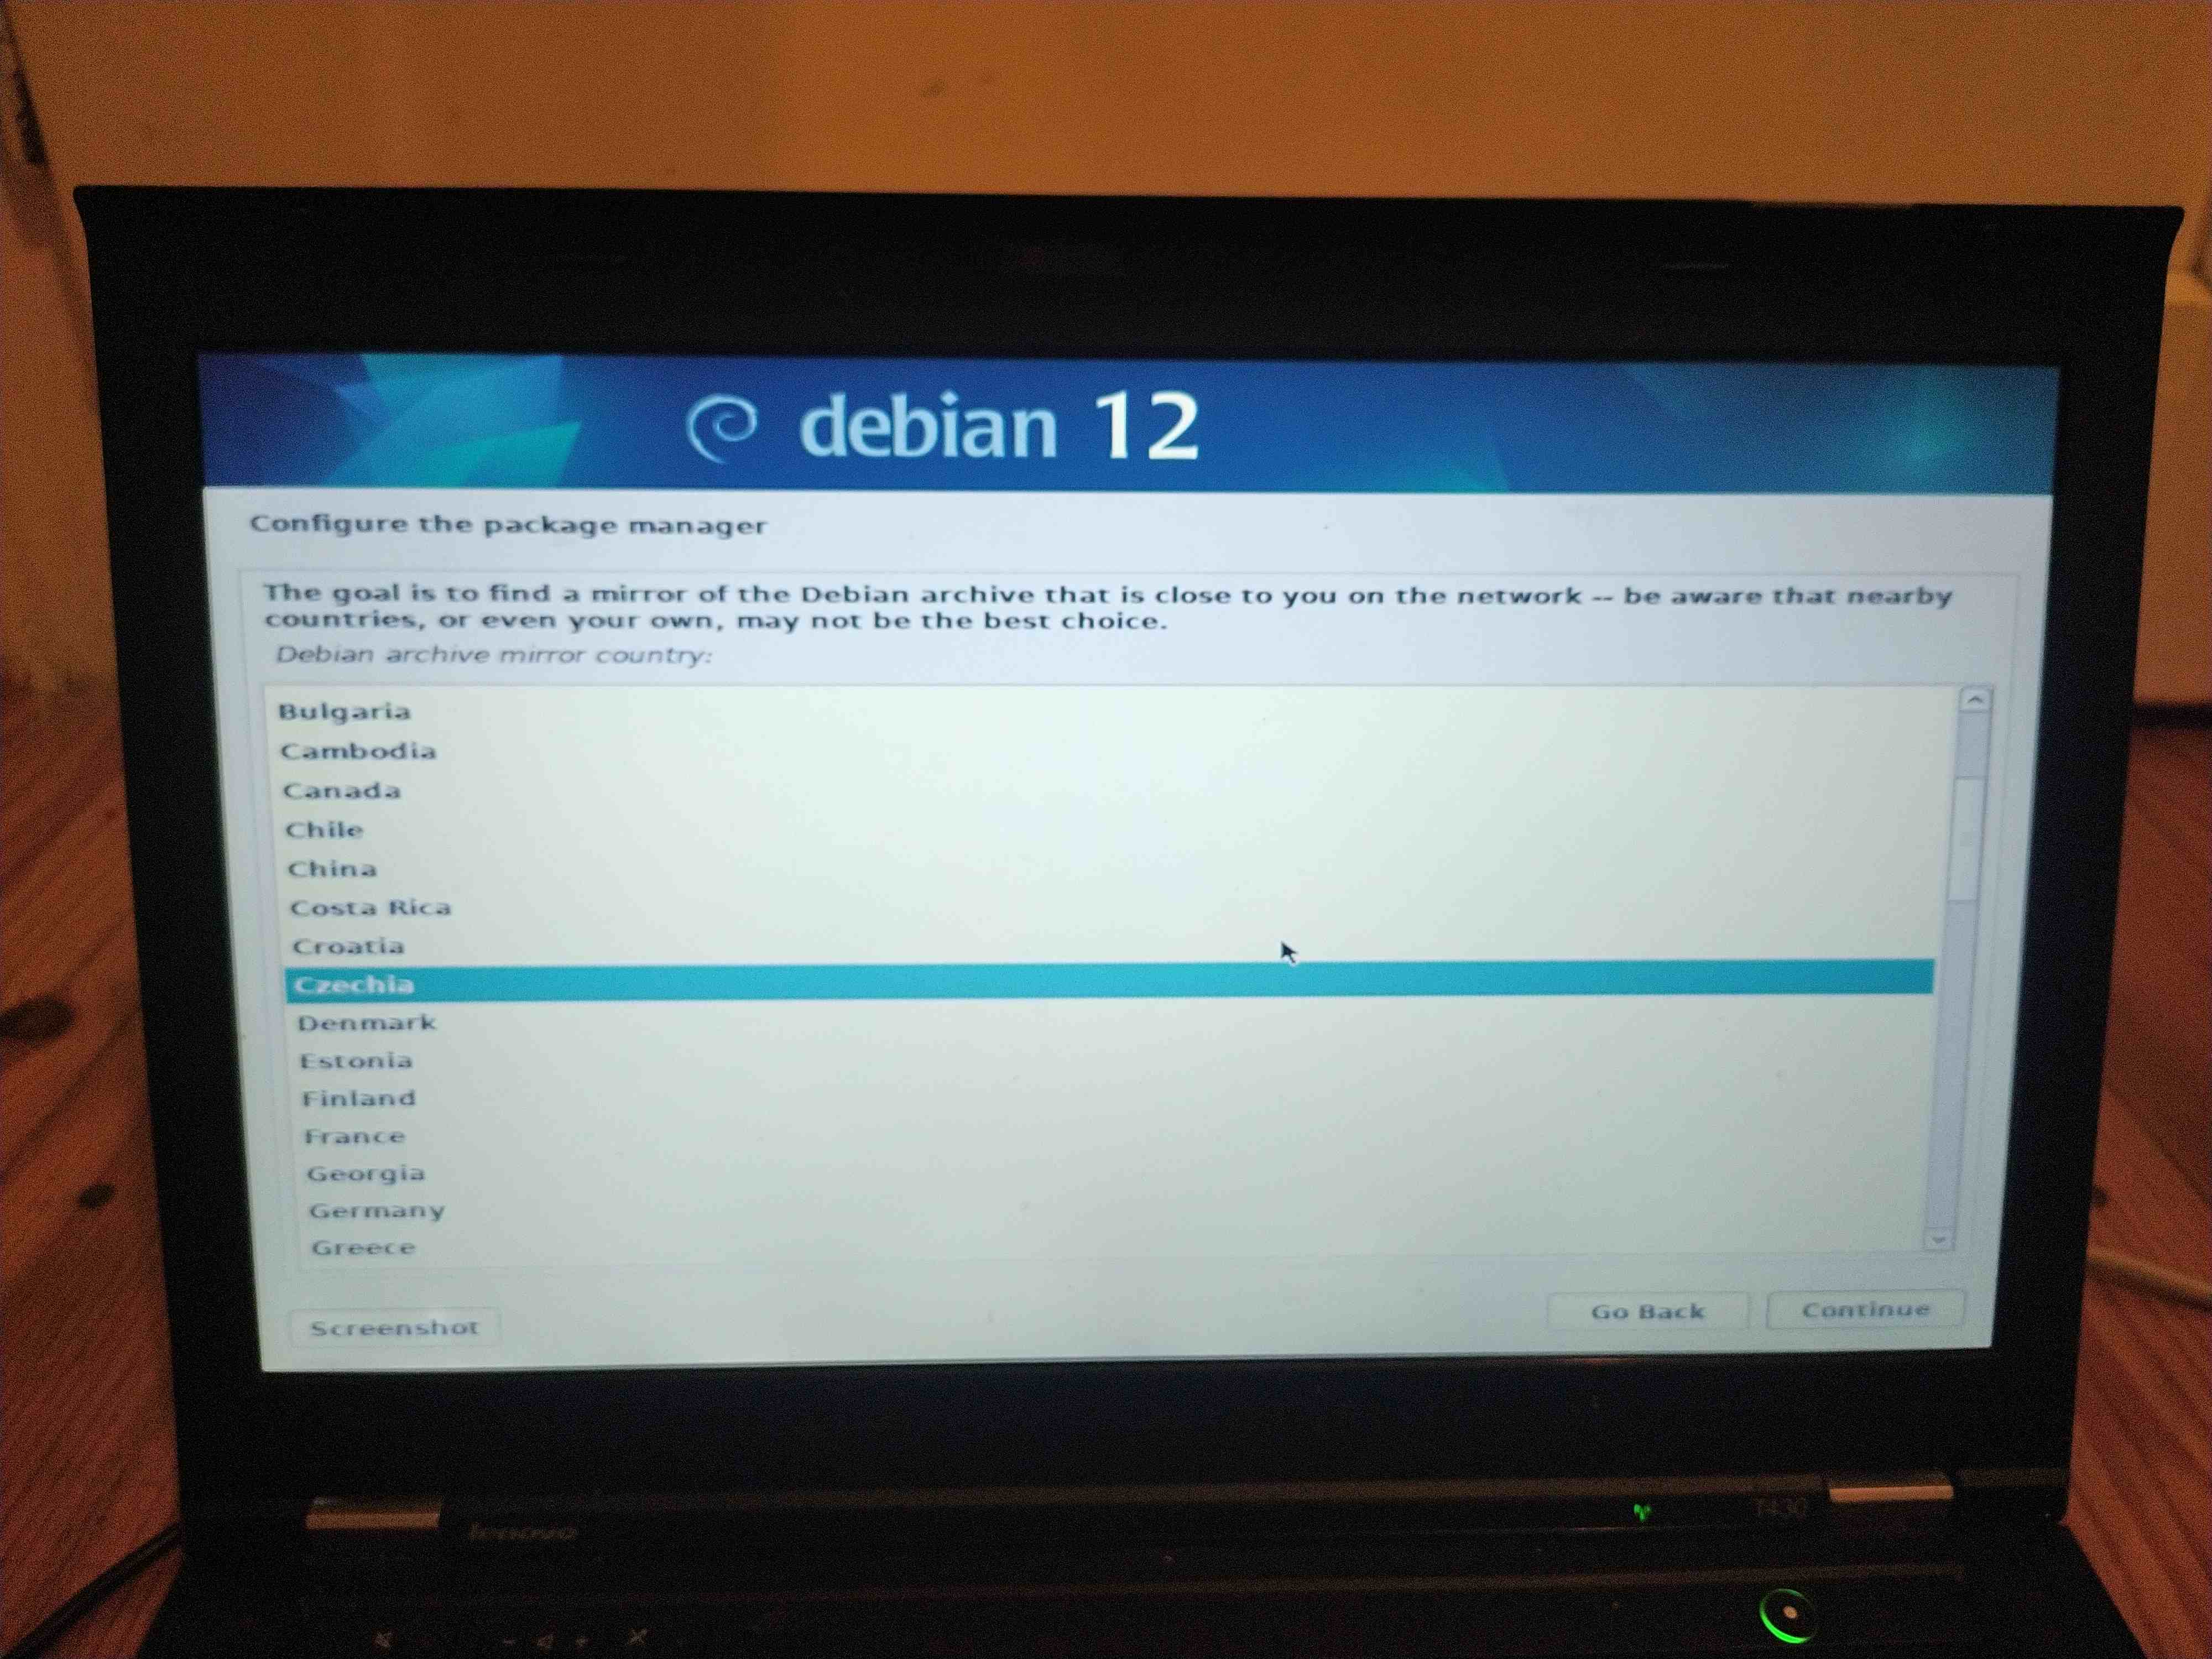 debian 12
Configure the package manager
The goal is to find a mirror of the Debian archive that is close to you on the network -- be aware that nearby
countries, or even your own, may not be the best choice.
Debian archive mirror country:
Bulgaria
Cambodia
Canada
Chile
China
Costa Rica
Croatia
Czechia
Denmark
Estonia
Finland
France
Georgia
Germany
Greece
Screenshot
Go Back
Continue
lenovo
T430